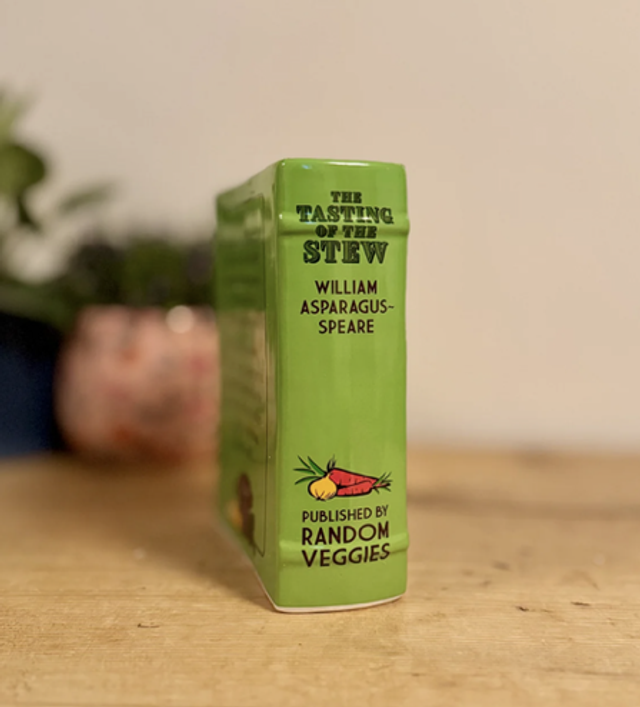 THE
TASTING
OF THE
STEW
WILLIAM
ASPARAGUS-
SPEARE
PUBLISHED BY
RANDOM
VEGGIES